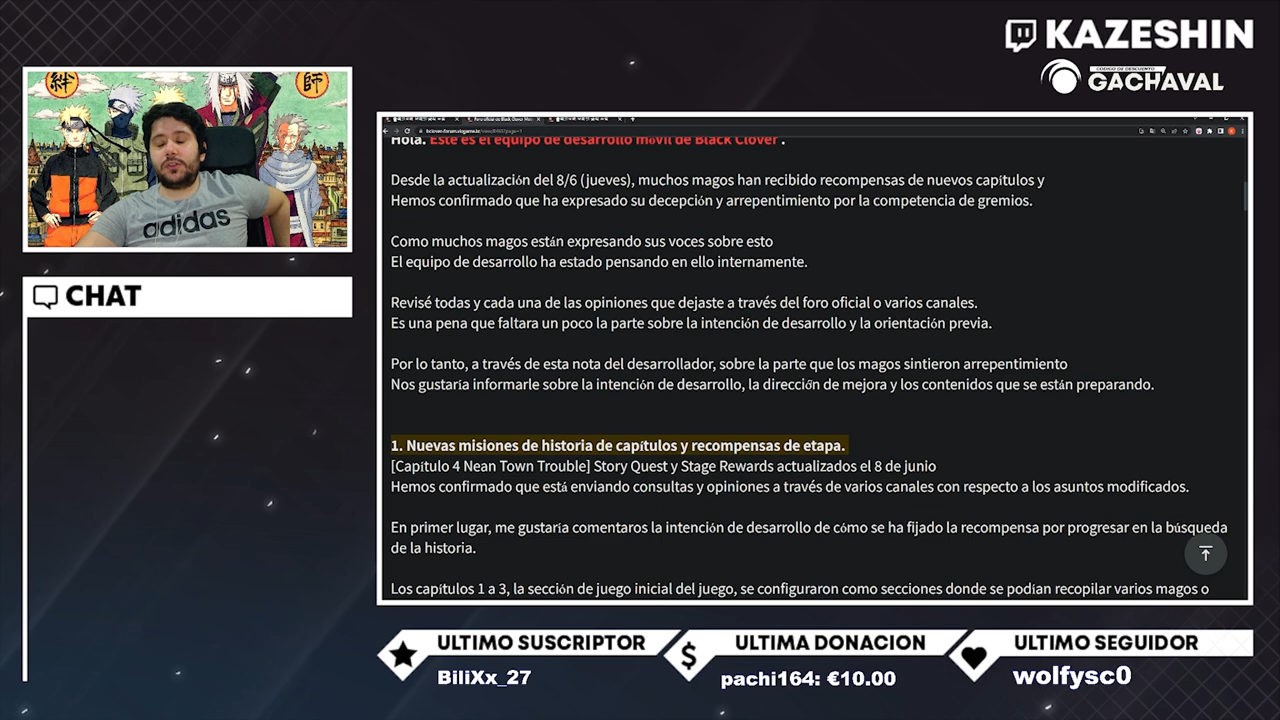 KAZESHIN
CODIGO DE DESCUENTO
GACHAVAL
絆
師
adidas
CHAT
Hola. Este es el equipo de desarrollo móvil de Black Clover .
Desde la actualización del 8/6 (jueves), muchos magos han recibido recompensas de nuevos capítulos y
Hemos confirmado que ha expresado su decepción y arrepentimiento por la competencia de gremios.
Como muchos magos están expresando sus voces sobre esto
El equipo de desarrollo ha estado pensando en ello internamente.
Revisé todas y cada una de las opiniones que dejaste a través del foro oficial o varios canales.
Es una pena que faltara un poco la parte sobre la intención de desarrollo y la orientación previa.
Por lo tanto, a través de esta nota del desarrollador, sobre la parte que los magos sintieron arrepentimiento
Nos gustaría informarle sobre la intención de desarrollo, la dirección de mejora y los contenidos que se están preparando.
1. Nuevas misiones de historia de capítulos y recompensas de etapa.
[Capítulo 4 Nean Town Trouble] Story Quest y Stage Rewards actualizados el 8 de junio
Hemos confirmado que está enviando consultas y opiniones a través de varios canales con respecto a los asuntos modificados.
En primer lugar, me gustaría comentaros la intención de desarrollo de cómo se ha fijado la recompensa por progresar en la búsqueda
de la historia.
Los capítulos 1 a 3, la sección de juego inicial del juego, se configuraron como secciones donde se podían recopilar varios magos o
ULTIMO SUSCRIPTOR
BiliXx_27
ULTIMA DONACION
pachi164: €10.00
ULTIMO SEGUIDOR
wolfysc0